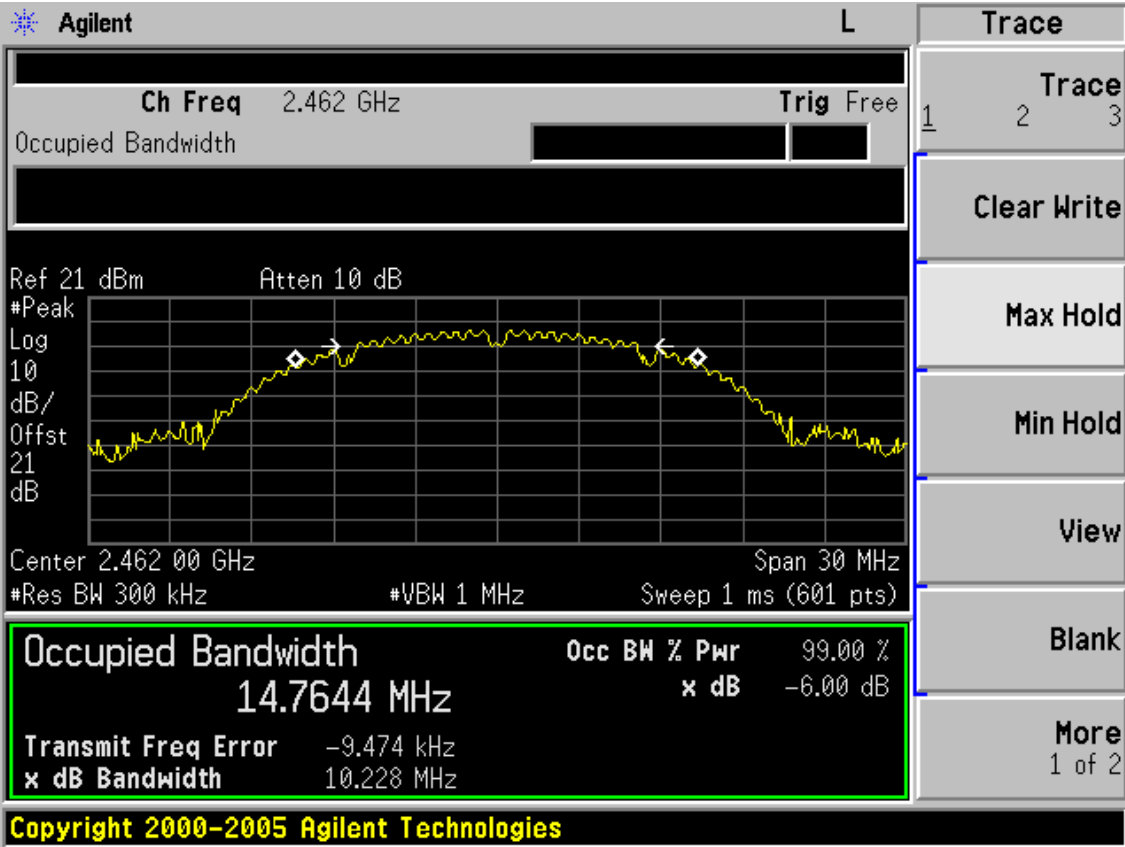 Agilent L Trace
Ch Freq 2.462 GHz Trig Free
Occupied Bandwidth
Trace
1 2 3
Clear Write
Max Hold
Min Hold
View
Blank
More
1 of 2
Ref 21 dBm Atten 10 dB
#Peak
Log
10
dB/
Offst
21
dB
Center 2.462 00 GHz Span 30 MHz
#Res BW 300 kHz #VBW 1 MHz Sweep 1 ms (601 pts)
Occupied Bandwidth
14.7644 MHz
Occ BW % Pwr 99.00 %
x dB -6.00 dB
Transmit Freq Error -9.474 kHz
x dB Bandwidth 10.228 MHz
Copyright 2000-2005 Agilent Technologies